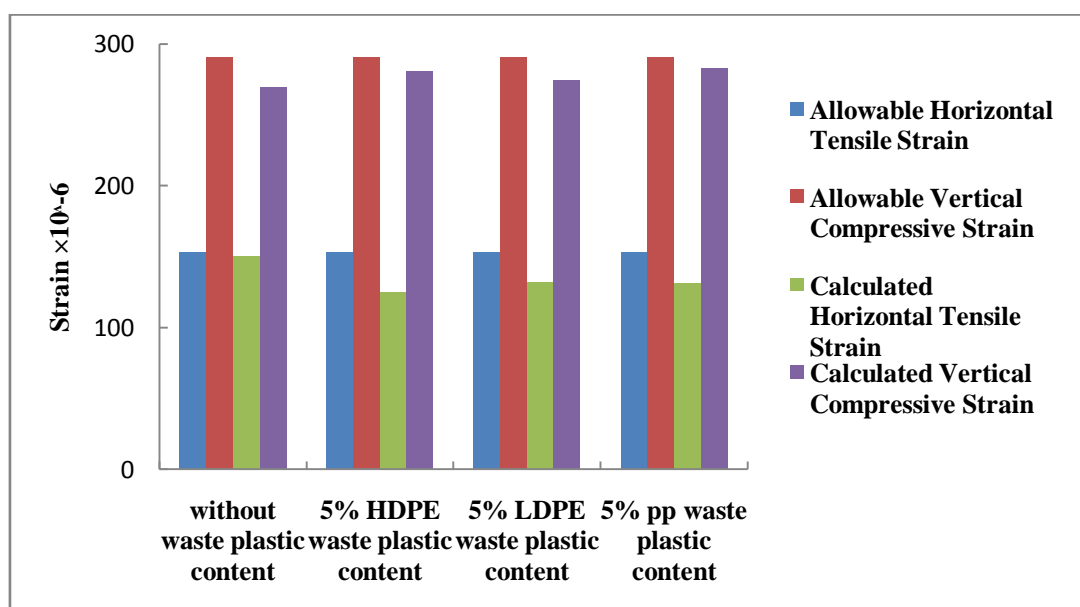 300
200
100
0
Strain ×10^-6
without
waste plastic
content
5% HDPE
waste plastic
content
5% LDPE
waste plastic
content
5% pp waste
plastic
content
Allowable Horizontal
Tensile Strain
Allowable Vertical
Compressive Strain
Calculated
Horizontal Tensile
Strain
Calculated Vertical
Compressive Strain